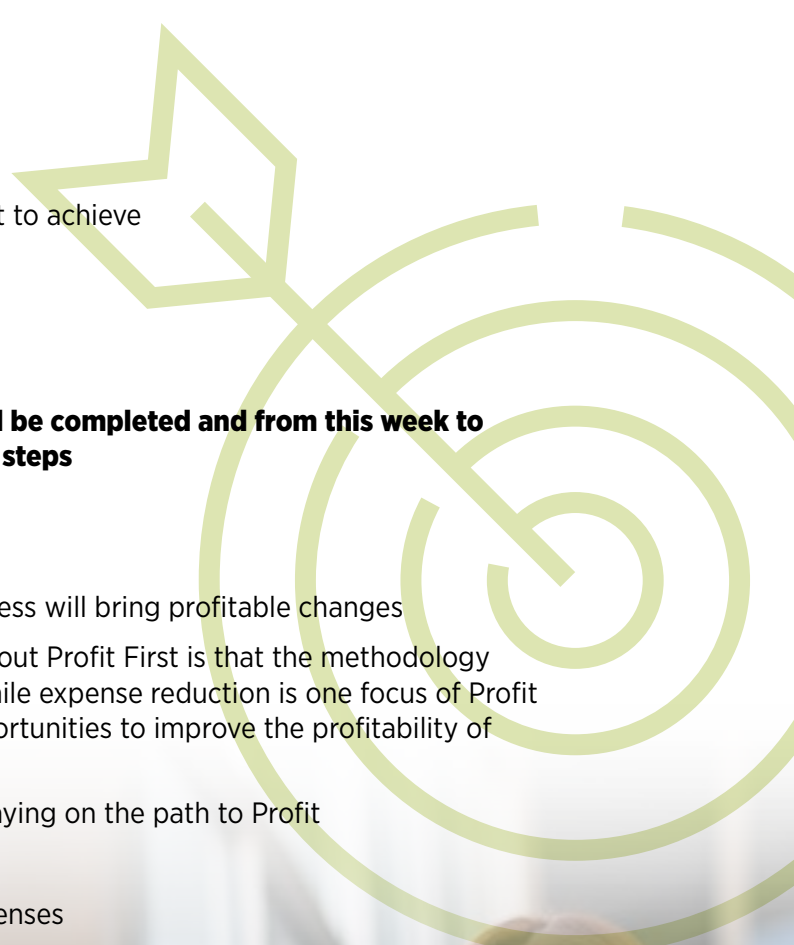 t to achieve
l be completed and from this week to
steps
ess will bring profitable changes
out Profit First is that the methodology
ile expense reduction is one focus of Profit
ortunities to improve the profitability of
ying on the path to Profit
enses